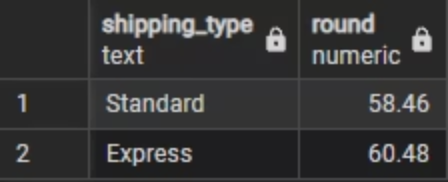 shipping_type round
text numeric
1 Standard 58.46
2 Express 60.48